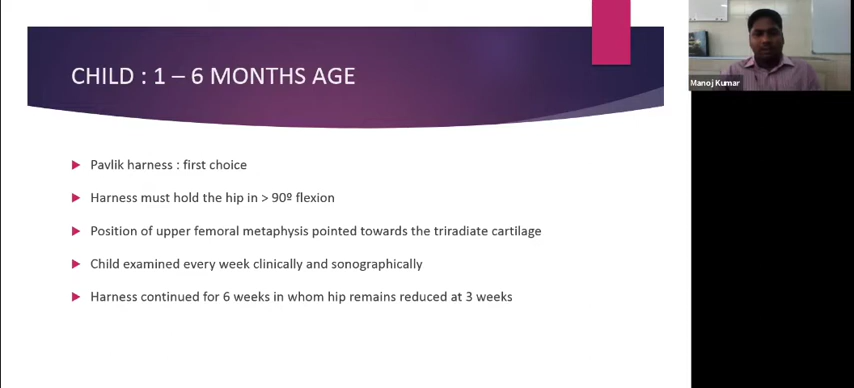 CHILD : 1 – 6 MONTHS AGE
Pavlik harness : first choice
Harness must hold the hip in > 90º flexion
Position of upper femoral metaphysis pointed towards the triradiate cartilage
Child examined every week clinically and sonographically
Harness continued for 6 weeks in whom hip remains reduced at 3 weeks
Manoj Kumar